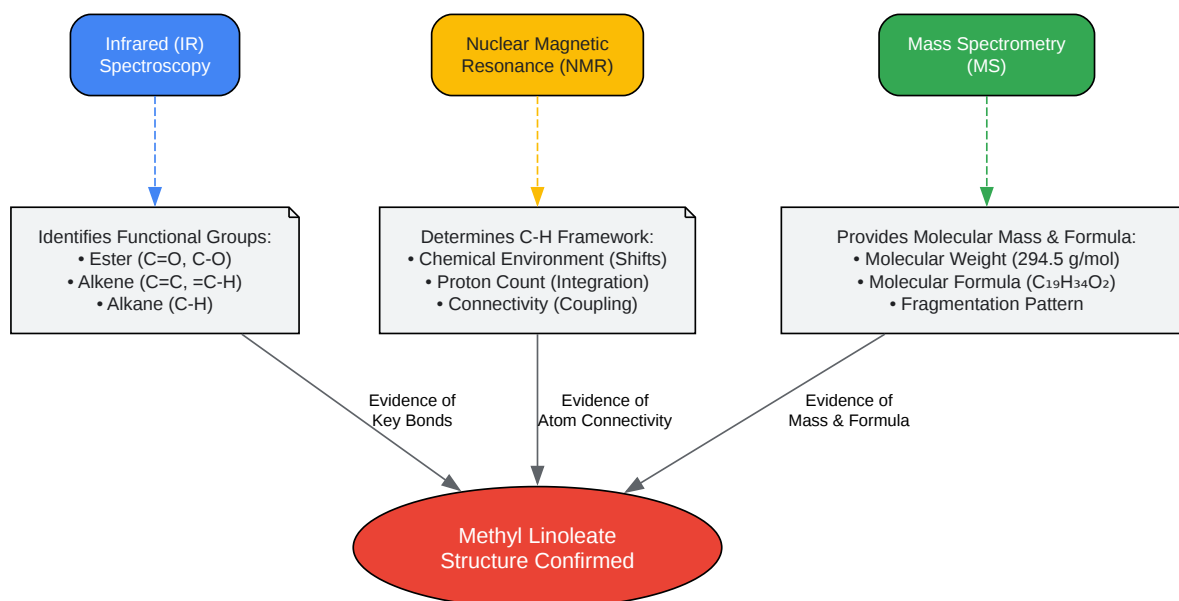 Infrared (IR)
Spectroscopy
Nuclear Magnetic
Resonance (NMR)
Mass Spectrometry
(MS)
Identifies Functional Groups:
• Ester (C=O, C-O)
• Alkene (C=C, =C-H)
• Alkane (C-H)
Determines C-H Framework:
• Chemical Environment (Shifts)
• Proton Count (Integration)
• Connectivity (Coupling)
Provides Molecular Mass & Formula:
• Molecular Weight (294.5 g/mol)
• Molecular Formula (C₁₉H₃₄O₂)
• Fragmentation Pattern
Evidence of
Key Bonds
Evidence of
Atom Connectivity
Evidence of
Mass & Formula
Methyl Linoleate
Structure Confirmed